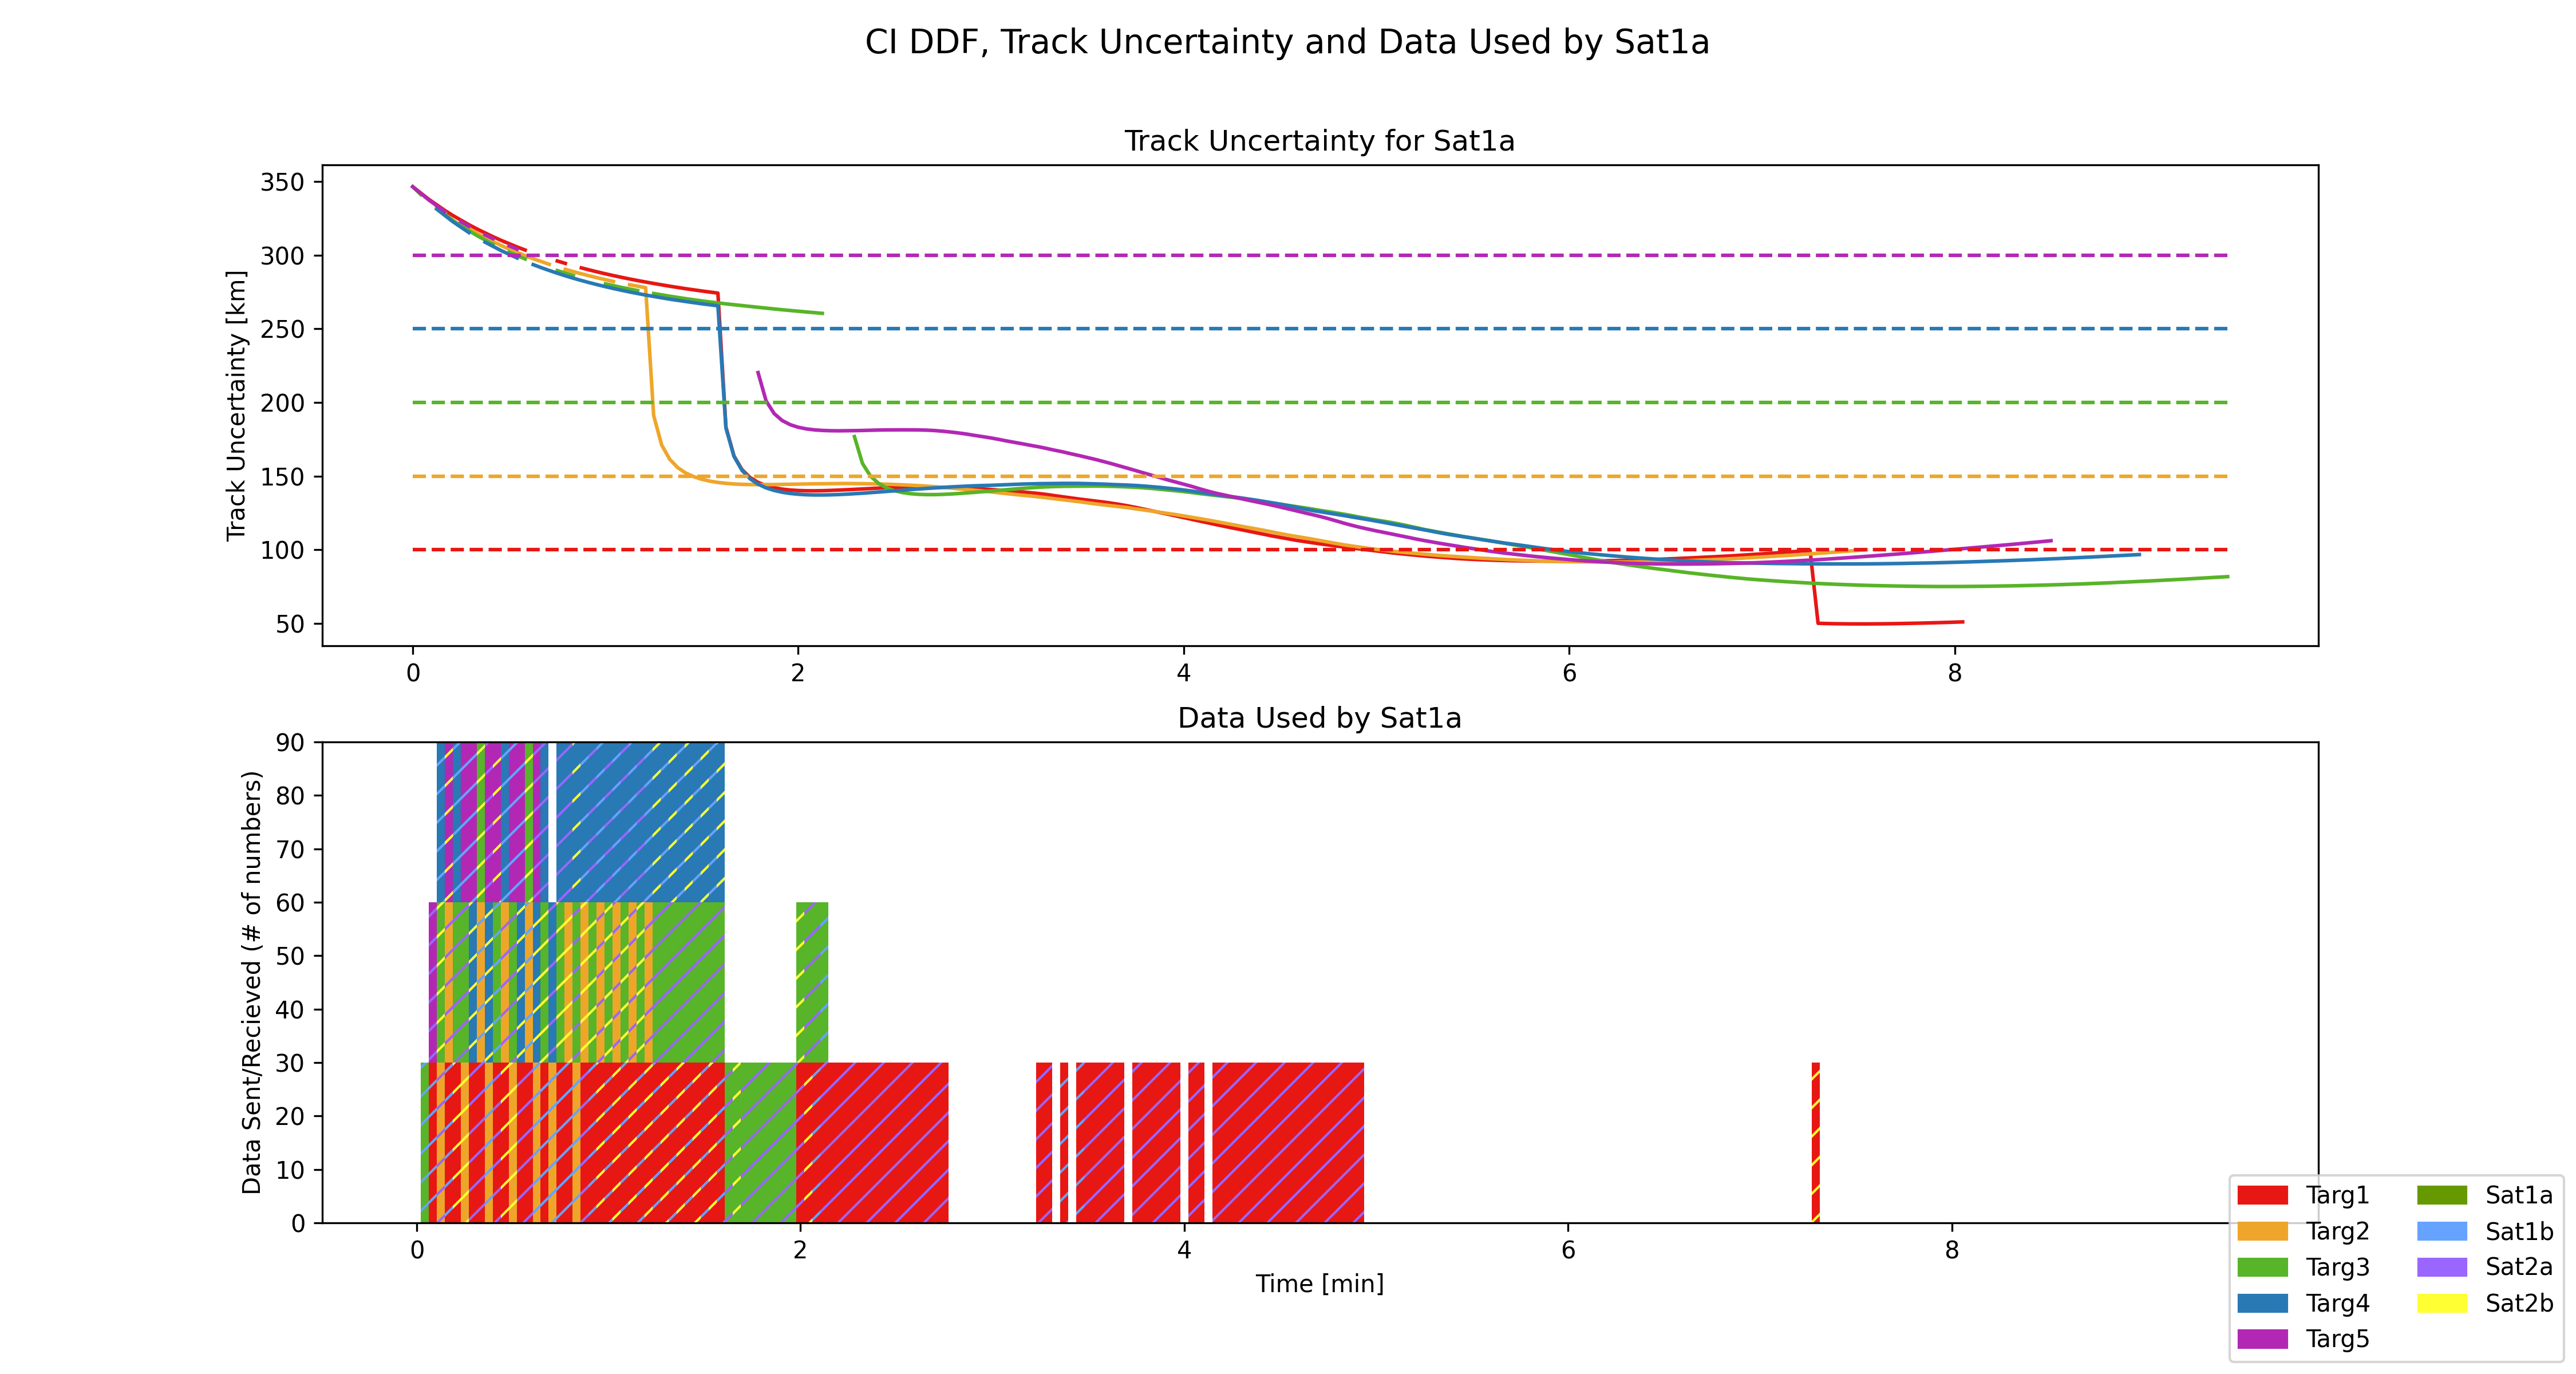 CI DDF, Track Uncertainty and Data Used by Sat1a
Track Uncertainty for Sat1a
Track Uncertainty [km]
350
300
250
200
150
100
50
0 2 4 6 8
Data Used by Sat1a
Data Sent/Recieved (# of numbers)
90
80
70
60
50
40
30
20
10
0
0 2 4 6 8
Time [min]
Targ1 Sat1a
Targ2 Sat1b
Targ3 Sat2a
Targ4 Sat2b
Targ5